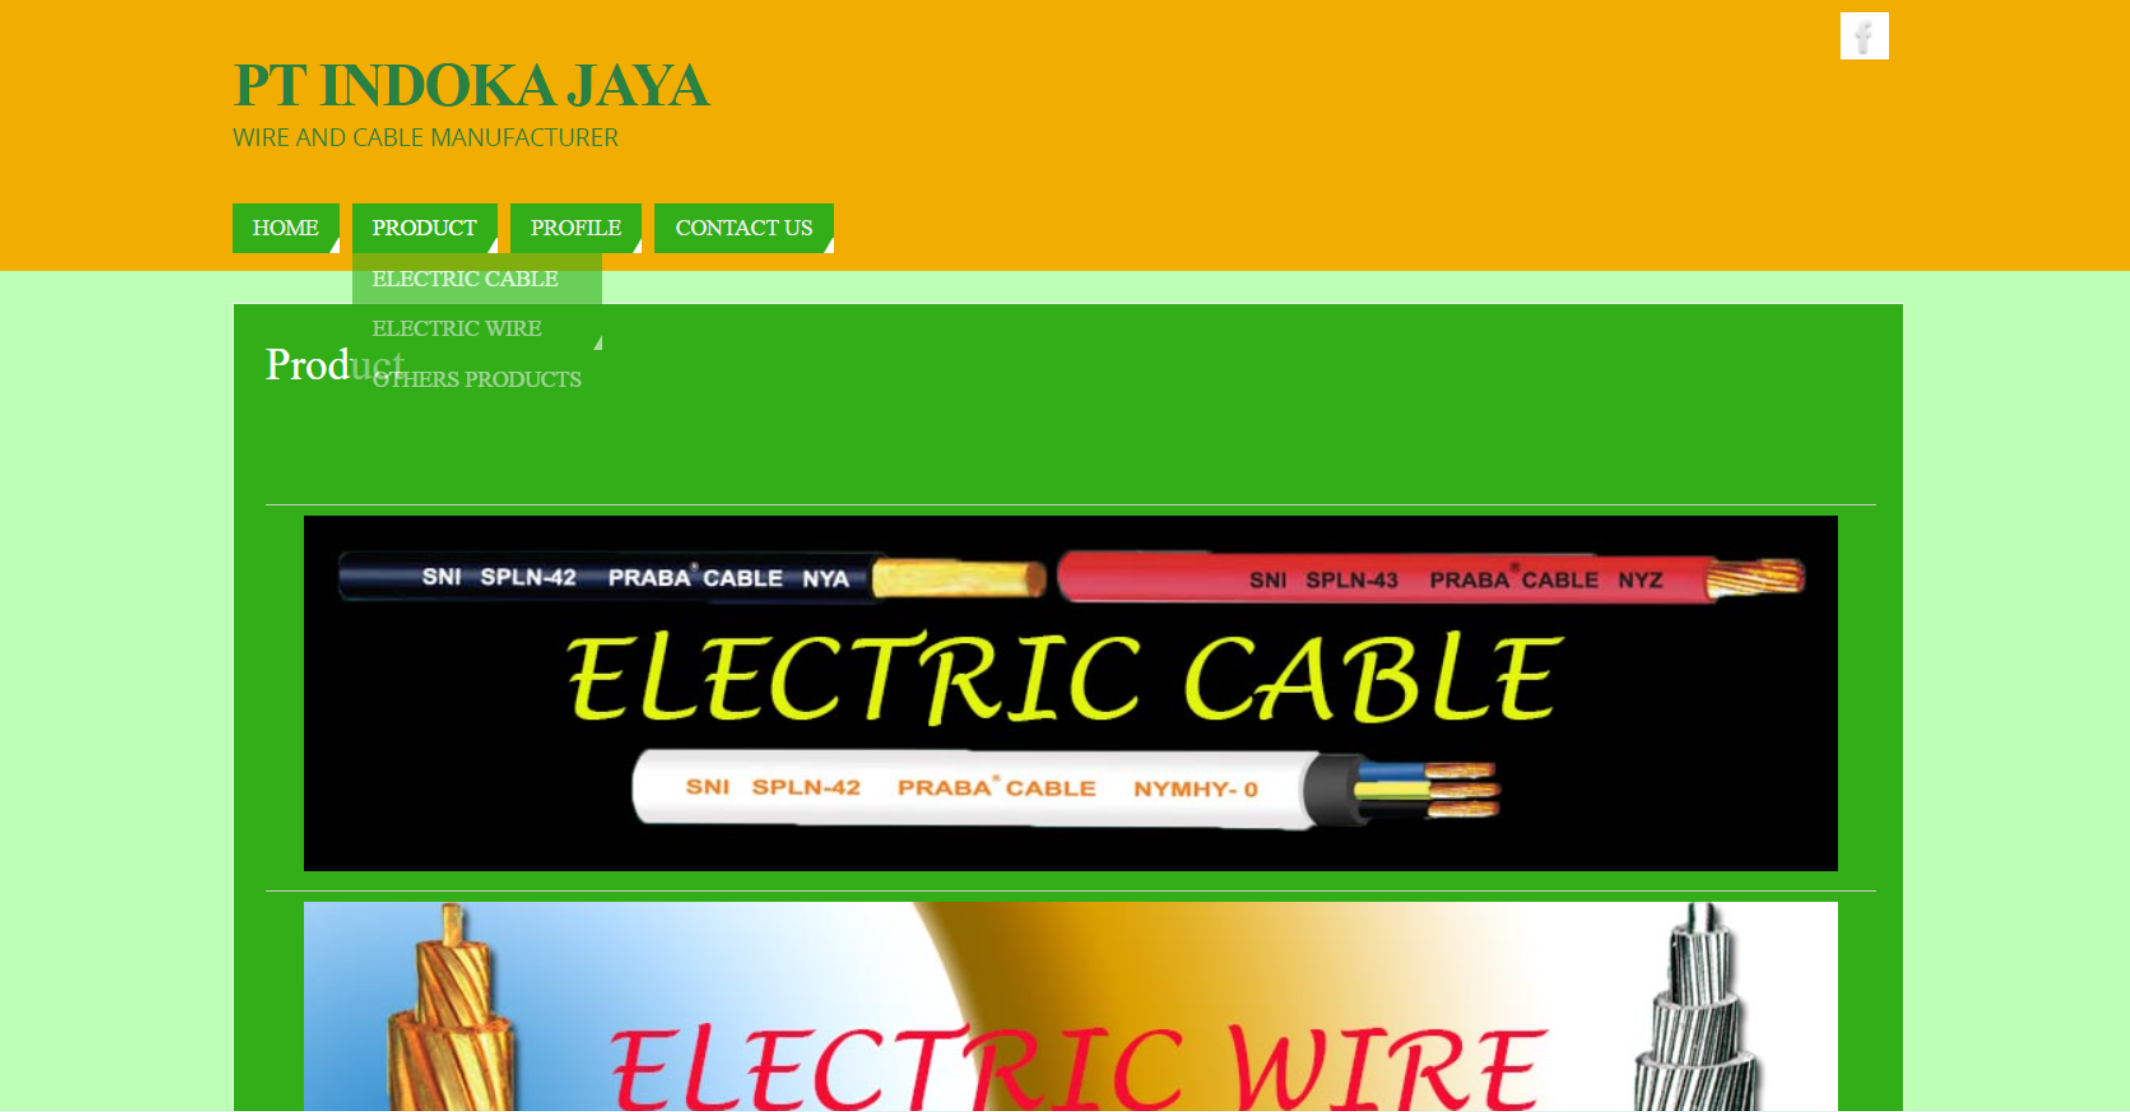 f
PT INDOKA JAYA
WIRE AND CABLE MANUFACTURER
HOME PRODUCT PROFILE CONTACT US
ELECTRIC CABLE
ELECTRIC WIRE
Product
OTHERS PRODUCTS
SNI SPLN-42 PRABA® CABLE NYA
SNI SPLN-43 PRABA® CABLE NYZ
ELECTRIC CABLE
SNI SPLN-42 PRABA® CABLE NYMHY- 0
ELECTRIC WIRE